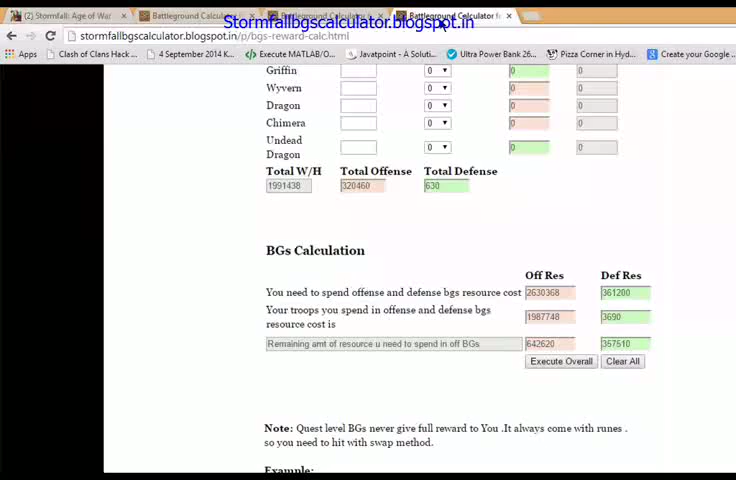 (2) Stormfall: Age of War
Battleground Calcula
Battleground Calculator for
Stormfallbgscalculator.blogspot.in
stormfallbgscalculator.blogspot.in/p/bgs-reward-calc.html
Apps
Clash of Clans Hack ...
4 September 2014 K...
Execute MATLAB/O...
Javatpoint - A Soluti...
Ultra Power Bank 26...
Pizza Corner in Hyd...
Create your Google ...
Griffin 0 0 0
Wyvern 0 0 0
Dragon 0 0 0
Chimera 0 0 0
Undead
Dragon 0 0 0
Total W/H Total Offense Total Defense
1991438 320460 630
BGs Calculation
Off Res Def Res
You need to spend offense and defense bgs resource cost 2630368 361200
Your troops you spend in offense and defense bgs
resource cost is 1987748 3690
Remaining amt of resource u need to spend in off BGs 642620 357510
Execute Overall Clear All
Note: Quest level BGs never give full reward to You .It always come with runes .
so you need to hit with swap method.
Example: